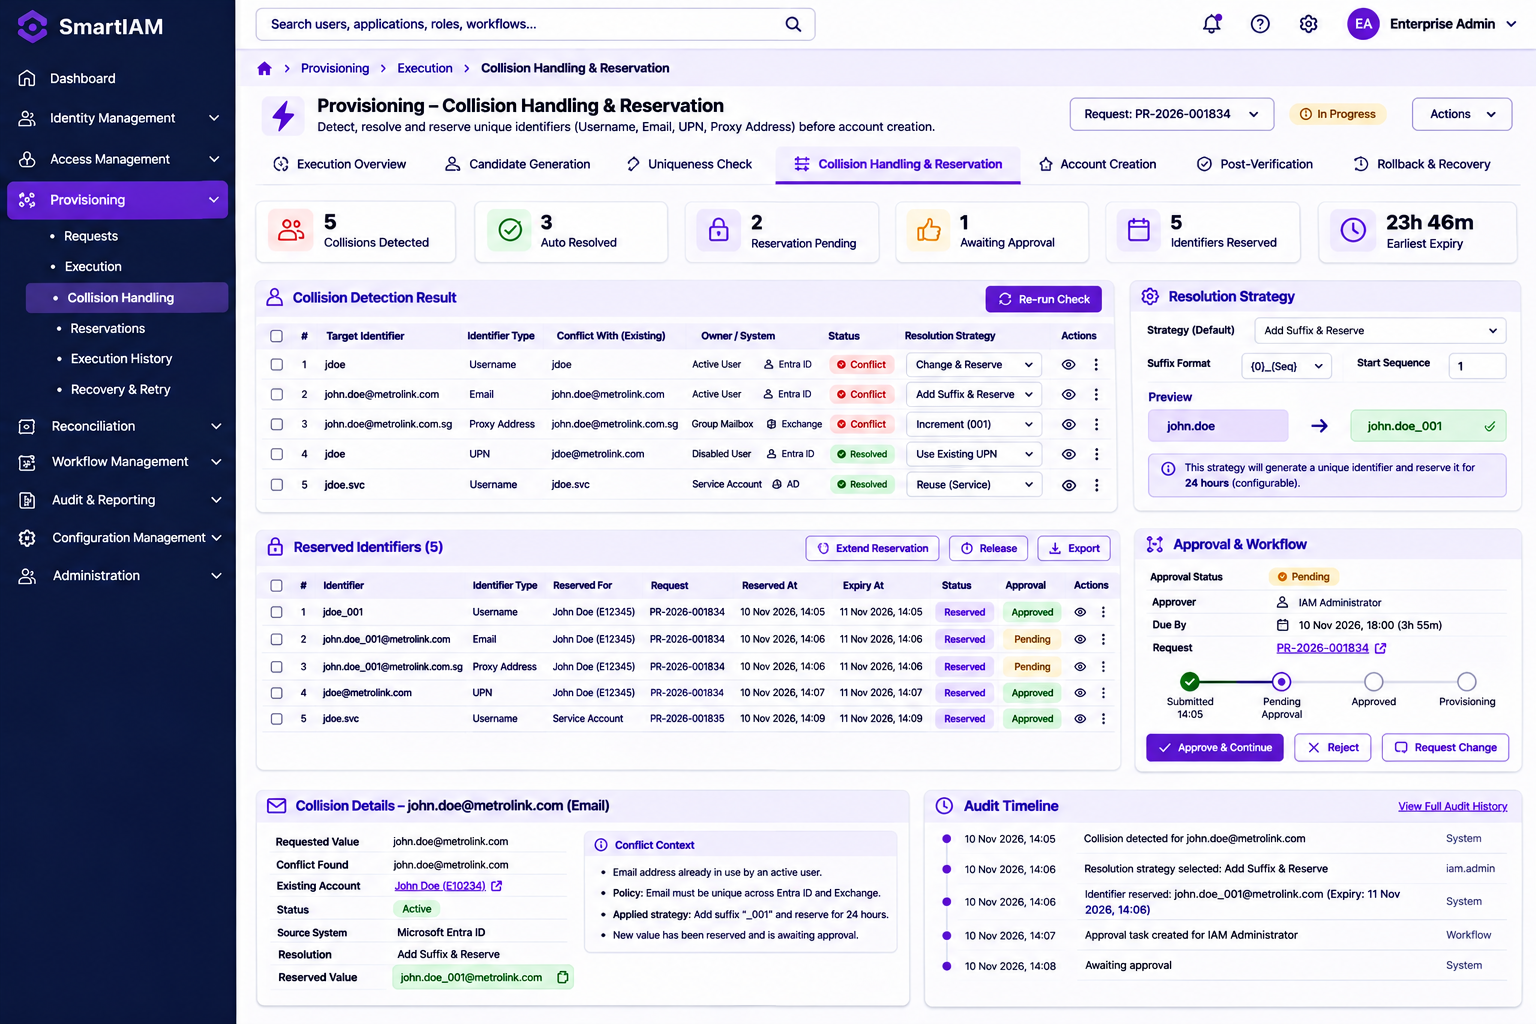 SmartIAM
Search users, applications, roles, workflows...
EA
Enterprise Admin
Dashboard
Identity Management
Access Management
Provisioning
Requests
Execution
Collision Handling
Reservations
Execution History
Recovery & Retry
Reconciliation
Workflow Management
Audit & Reporting
Configuration Management
Administration
Provisioning > Execution > Collision Handling & Reservation
Provisioning – Collision Handling & Reservation
Detect, resolve and reserve unique identifiers (Username, Email, UPN, Proxy Address) before account creation.
Request: PR-2026-001834
In Progress
Actions
Execution Overview
Candidate Generation
Uniqueness Check
Collision Handling & Reservation
Account Creation
Post-Verification
Rollback & Recovery
5
Collisions Detected
3
Auto Resolved
2
Reservation Pending
1
Awaiting Approval
5
Identifiers Reserved
23h 46m
Earliest Expiry
Collision Detection Result
Re-run Check
# Target Identifier Identifier Type Conflict With (Existing) Owner / System Status Resolution Strategy Actions
1 jdoe Username jdoe Active User Entra ID Conflict Change & Reserve
2 john.doe@metrolink.com Email john.doe@metrolink.com Active User Entra ID Conflict Add Suffix & Reserve
3 john.doe@metrolink.com.sg Proxy Address john.doe@metrolink.com.sg Group Mailbox Exchange Conflict Increment (001)
4 jdoe UPN jdoe@metrolink.com Disabled User Entra ID Resolved Use Existing UPN
5 jdoe.svc Username jdoe.svc Service Account AD Resolved Reuse (Service)
Resolution Strategy
Strategy (Default) Add Suffix & Reserve
Suffix Format {0}_{Seq} Start Sequence 1
Preview
john.doe → john.doe_001
This strategy will generate a unique identifier and reserve it for
24 hours (configurable).
Reserved Identifiers (5)
Extend Reservation
Release
Export
# Identifier Identifier Type Reserved For Request Reserved At Expiry At Status Approval Actions
1 jdoe_001 Username John Doe (E12345) PR-2026-001834 10 Nov 2026, 14:05 11 Nov 2026, 14:05 Reserved Approved
2 john.doe_001@metrolink.com Email John Doe (E12345) PR-2026-001834 10 Nov 2026, 14:06 11 Nov 2026, 14:06 Reserved Pending
3 john.doe_001@metrolink.com.sg Proxy Address John Doe (E12345) PR-2026-001834 10 Nov 2026, 14:06 11 Nov 2026, 14:06 Reserved Pending
4 jdoe@metrolink.com UPN John Doe (E12345) PR-2026-001834 10 Nov 2026, 14:07 11 Nov 2026, 14:07 Reserved Approved
5 jdoe.svc Username Service Account PR-2026-001835 10 Nov 2026, 14:09 11 Nov 2026, 14:09 Reserved Approved
Approval & Workflow
Approval Status Pending
Approver IAM Administrator
Due By 10 Nov 2026, 18:00 (3h 55m)
Request PR-2026-001834
Submitted
14:05
Pending
Approval
Approved
Provisioning
Approve & Continue
Reject
Request Change
Collision Details – john.doe@metrolink.com (Email)
Requested Value john.doe@metrolink.com
Conflict Found john.doe@metrolink.com
Existing Account John Doe (E10234)
Status Active
Source System Microsoft Entra ID
Resolution Add Suffix & Reserve
Reserved Value john.doe_001@metrolink.com
Conflict Context
Email address already in use by an active user.
Policy: Email must be unique across Entra ID and Exchange.
Applied strategy: Add suffix “_001” and reserve for 24 hours.
New value has been reserved and is awaiting approval.
Audit Timeline
View Full Audit History
10 Nov 2026, 14:05 Collision detected for john.doe@metrolink.com System
10 Nov 2026, 14:06 Resolution strategy selected: Add Suffix & Reserve iam.admin
10 Nov 2026, 14:06 Identifier reserved: john.doe_001@metrolink.com (Expiry: 11 Nov
2026, 14:06) System
10 Nov 2026, 14:07 Approval task created for IAM Administrator Workflow
10 Nov 2026, 14:08 Awaiting approval System